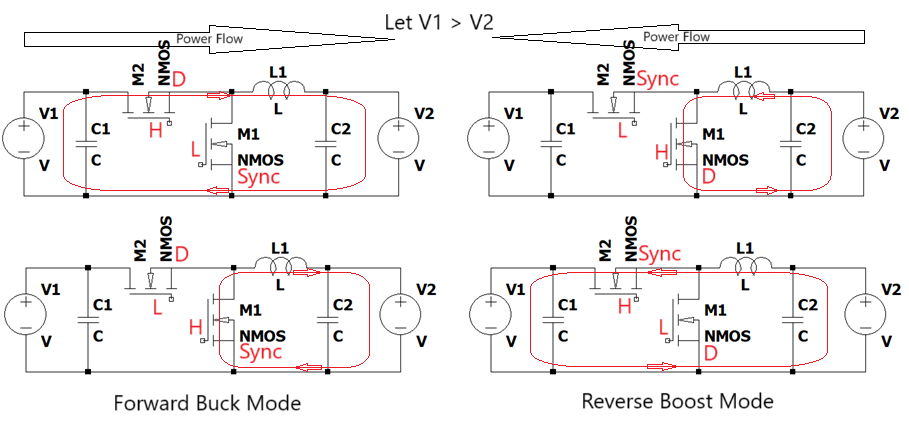 Let V1 > V2
Power Flow
Power Flow
M2 NMOS D L1
V1 H L V2
C1 M1 C2
C L NMOS C
V Sync V
M2 NMOS Sync L1
V1 L L V2
C1 M1 C2
C H NMOS C
V D V
M2 NMOS D L1
V1 L L V2
C1 M1 C2
C H NMOS C
V Sync V
M2 NMOS Sync L1
V1 H L V2
C1 M1 C2
C L NMOS C
V D V
Forward Buck Mode
Reverse Boost Mode